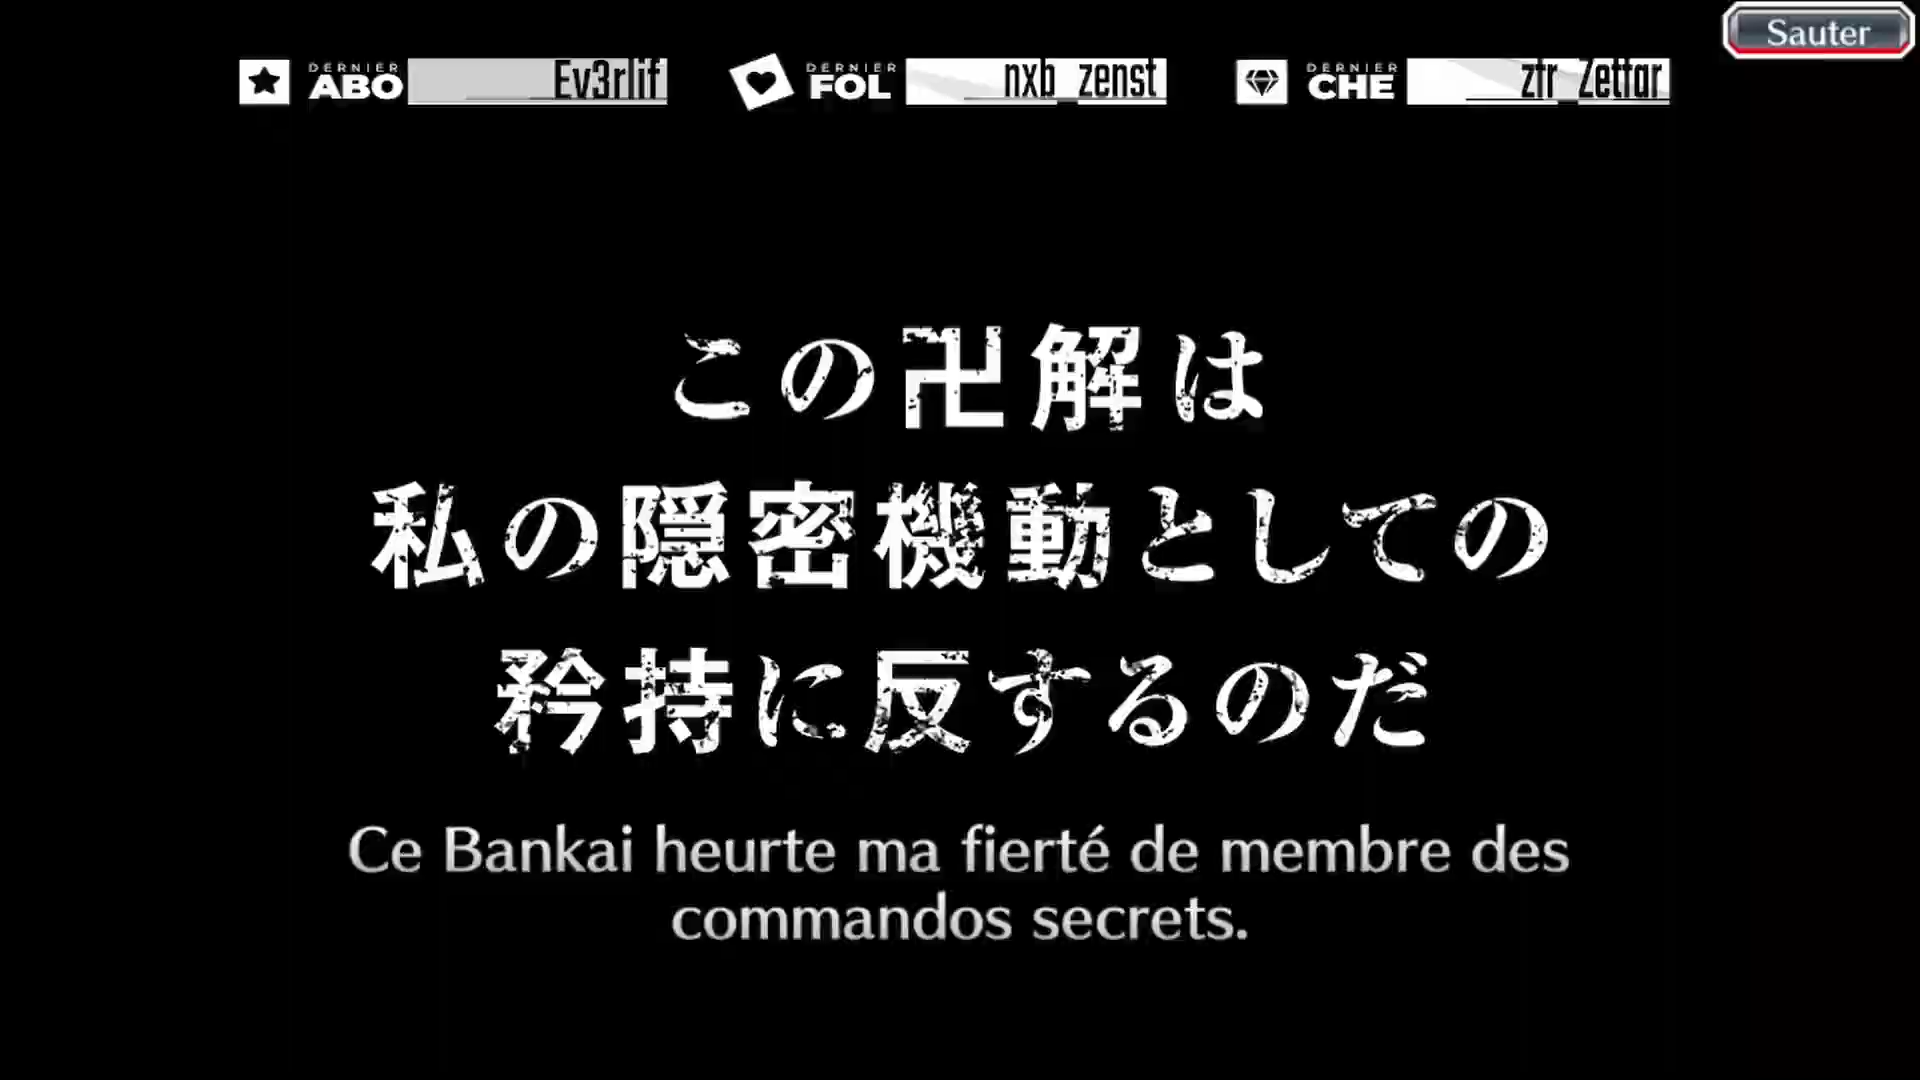 Sauter
DERNIER ABO Ev3rlif
DERNIER FOL nxb_zenst
DERNIER CHE zfr_Zettar
この卍解は
私の隠密機動としての
矜持に反するのだ
Ce Bankai heurte ma fierté de membre des
commandos secrets.